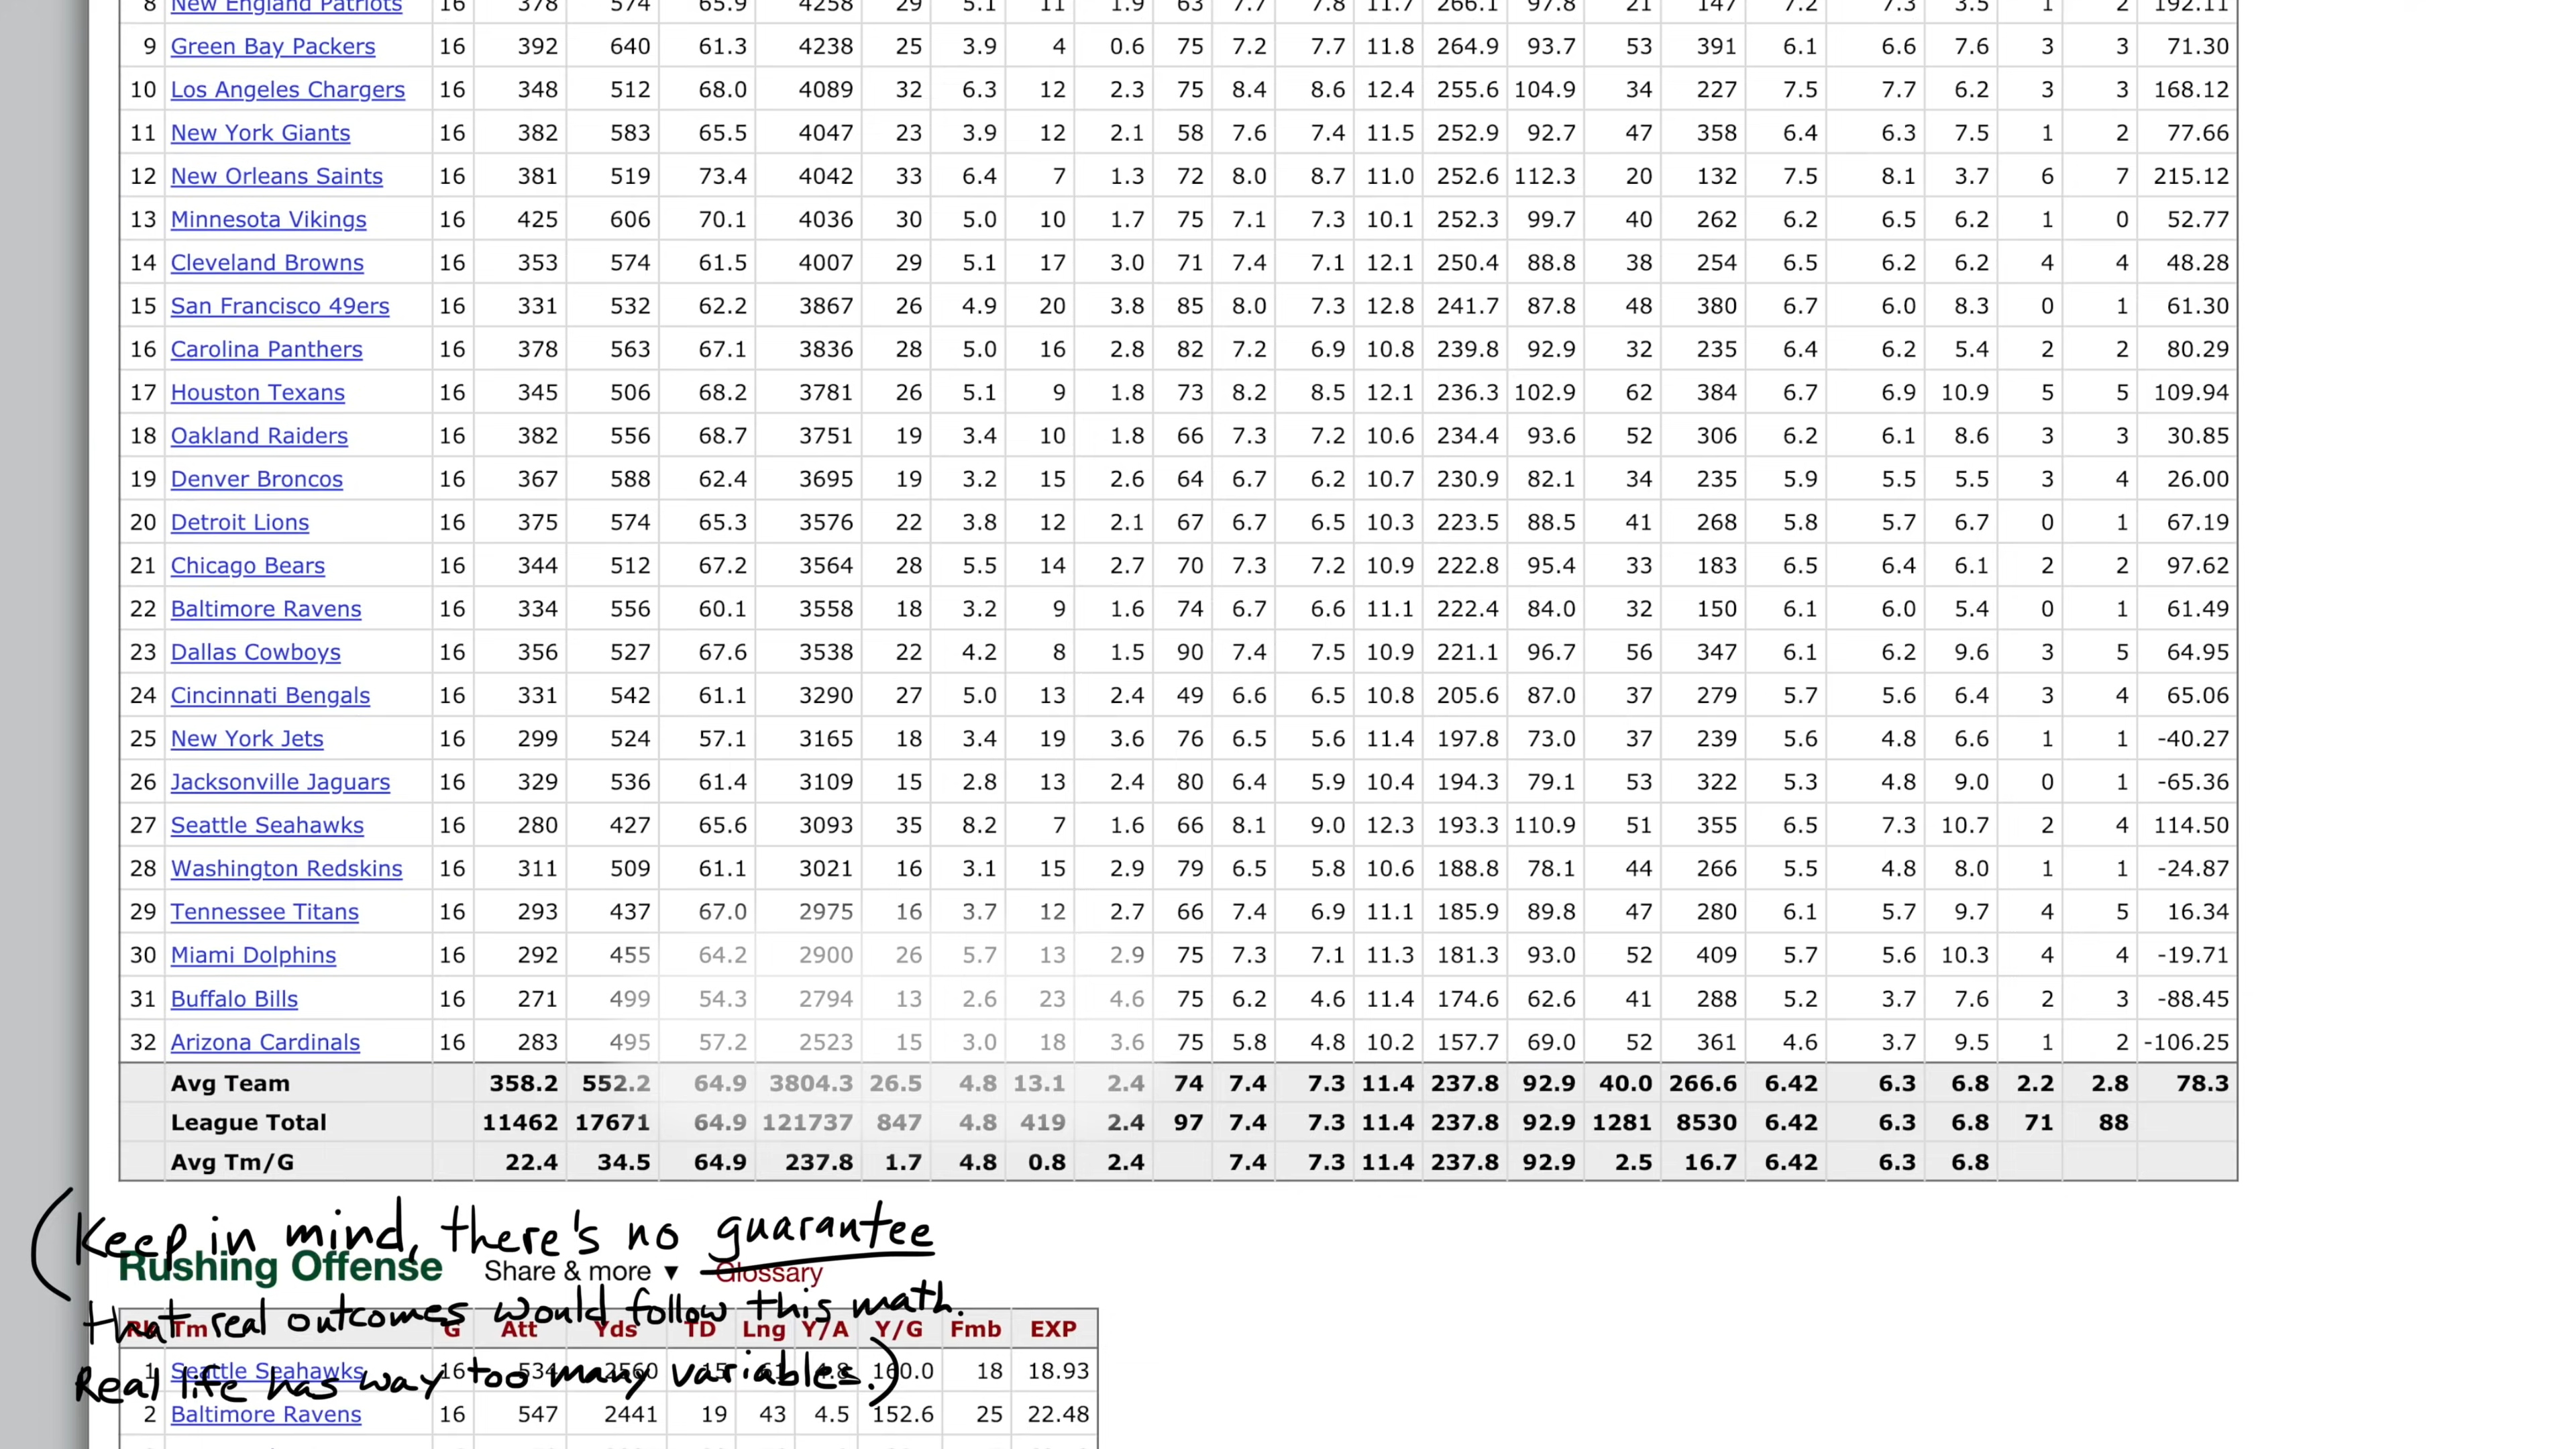 8 New England Patriots 16 378 574 65.9 4258 29 5.1 11 1.9 63 7.7 7.8 11.7 266.1 97.8 21 147 7.2 7.3 3.5 1 2 192.11
9 Green Bay Packers 16 392 640 61.3 4238 25 3.9 4 0.6 75 7.2 7.7 11.8 264.9 93.7 53 391 6.1 6.6 7.6 3 3 71.30
10 Los Angeles Chargers 16 348 512 68.0 4089 32 6.3 12 2.3 75 8.4 8.6 12.4 255.6 104.9 34 227 7.5 7.7 6.2 3 3 168.12
11 New York Giants 16 382 583 65.5 4047 23 3.9 12 2.1 58 7.6 7.4 11.5 252.9 92.7 47 358 6.4 6.3 7.5 1 2 77.66
12 New Orleans Saints 16 381 519 73.4 4042 33 6.4 7 1.3 72 8.0 8.7 11.0 252.6 112.3 20 132 7.5 8.1 3.7 6 7 215.12
13 Minnesota Vikings 16 425 606 70.1 4036 30 5.0 10 1.7 75 7.1 7.3 10.1 252.3 99.7 40 262 6.2 6.5 6.2 1 0 52.77
14 Cleveland Browns 16 353 574 61.5 4007 29 5.1 17 3.0 71 7.4 7.1 12.1 250.4 88.8 38 254 6.5 6.2 6.2 4 4 48.28
15 San Francisco 49ers 16 331 532 62.2 3867 26 4.9 20 3.8 85 8.0 7.3 12.8 241.7 87.8 48 380 6.7 6.0 8.3 0 1 61.30
16 Carolina Panthers 16 378 563 67.1 3836 28 5.0 16 2.8 82 7.2 6.9 10.8 239.8 92.9 32 235 6.4 6.2 5.4 2 2 80.29
17 Houston Texans 16 345 506 68.2 3781 26 5.1 9 1.8 73 8.2 8.5 12.1 236.3 102.9 62 384 6.7 6.9 10.9 5 5 109.94
18 Oakland Raiders 16 382 556 68.7 3751 19 3.4 10 1.8 66 7.3 7.2 10.6 234.4 93.6 52 306 6.2 6.1 8.6 3 3 30.85
19 Denver Broncos 16 367 588 62.4 3695 19 3.2 15 2.6 64 6.7 6.2 10.7 230.9 82.1 34 235 5.9 5.5 5.5 3 4 26.00
20 Detroit Lions 16 375 574 65.3 3576 22 3.8 12 2.1 67 6.7 6.5 10.3 223.5 88.5 41 268 5.8 5.7 6.7 0 1 67.19
21 Chicago Bears 16 344 512 67.2 3564 28 5.5 14 2.7 70 7.3 7.2 10.9 222.8 95.4 33 183 6.5 6.4 6.1 2 2 97.62
22 Baltimore Ravens 16 334 556 60.1 3558 18 3.2 9 1.6 74 6.7 6.6 11.1 222.4 84.0 32 150 6.1 6.0 5.4 0 1 61.49
23 Dallas Cowboys 16 356 527 67.6 3538 22 4.2 8 1.5 90 7.4 7.5 10.9 221.1 96.7 56 347 6.1 6.2 9.6 3 5 64.95
24 Cincinnati Bengals 16 331 542 61.1 3290 27 5.0 13 2.4 49 6.6 6.5 10.8 205.6 87.0 37 279 5.7 5.6 6.4 3 4 65.06
25 New York Jets 16 299 524 57.1 3165 18 3.4 19 3.6 76 6.5 5.6 11.4 197.8 73.0 37 239 5.6 4.8 6.6 1 1 -40.27
26 Jacksonville Jaguars 16 329 536 61.4 3109 15 2.8 13 2.4 80 6.4 5.9 10.4 194.3 79.1 53 322 5.3 4.8 9.0 0 1 -65.36
27 Seattle Seahawks 16 280 427 65.6 3093 35 8.2 7 1.6 66 8.1 9.0 12.3 193.3 110.9 51 355 6.5 7.3 10.7 2 4 114.50
28 Washington Redskins 16 311 509 61.1 3021 16 3.1 15 2.9 79 6.5 5.8 10.6 188.8 78.1 44 266 5.5 4.8 8.0 1 1 -24.87
29 Tennessee Titans 16 293 437 67.0 2975 16 3.7 12 2.7 66 7.4 6.9 11.1 185.9 89.8 47 280 6.1 5.7 9.7 4 5 16.34
30 Miami Dolphins 16 292 455 64.2 2900 26 5.7 13 2.9 75 7.3 7.1 11.3 181.3 93.0 52 409 5.7 5.6 10.3 4 4 -19.71
31 Buffalo Bills 16 271 499 54.3 2794 13 2.6 23 4.6 75 6.2 4.6 11.4 174.6 62.6 41 288 5.2 3.7 7.6 2 3 -88.45
32 Arizona Cardinals 16 283 495 57.2 2523 15 3.0 18 3.6 75 5.8 4.8 10.2 157.7 69.0 52 361 4.6 3.7 9.5 1 2 -106.25
Avg Team 358.2 552.2 64.9 3804.3 26.5 4.8 13.1 2.4 74 7.4 7.3 11.4 237.8 92.9 40.0 266.6 6.42 6.3 6.8 2.2 2.8 78.3
League Total 11462 17671 64.9 121737 847 4.8 419 2.4 97 7.4 7.3 11.4 237.8 92.9 1281 8530 6.42 6.3 6.8 71 88
Avg Tm/G 22.4 34.5 64.9 237.8 1.7 4.8 0.8 2.4 7.4 7.3 11.4 237.8 92.9 2.5 16.7 6.42 6.3 6.8
(Keep in mind, there's no guarantee
that real outcomes would follow this math.
Real life has way too many variables.)
Rushing Offense Share & more ▼ Glossary
Tm G Att Yds TD Lng Y/A Y/G Fmb EXP
1 Seattle Seahawks 16 534 2560 15 4.8 160.0 18 18.93
2 Baltimore Ravens 16 547 2441 19 43 4.5 152.6 25 22.48